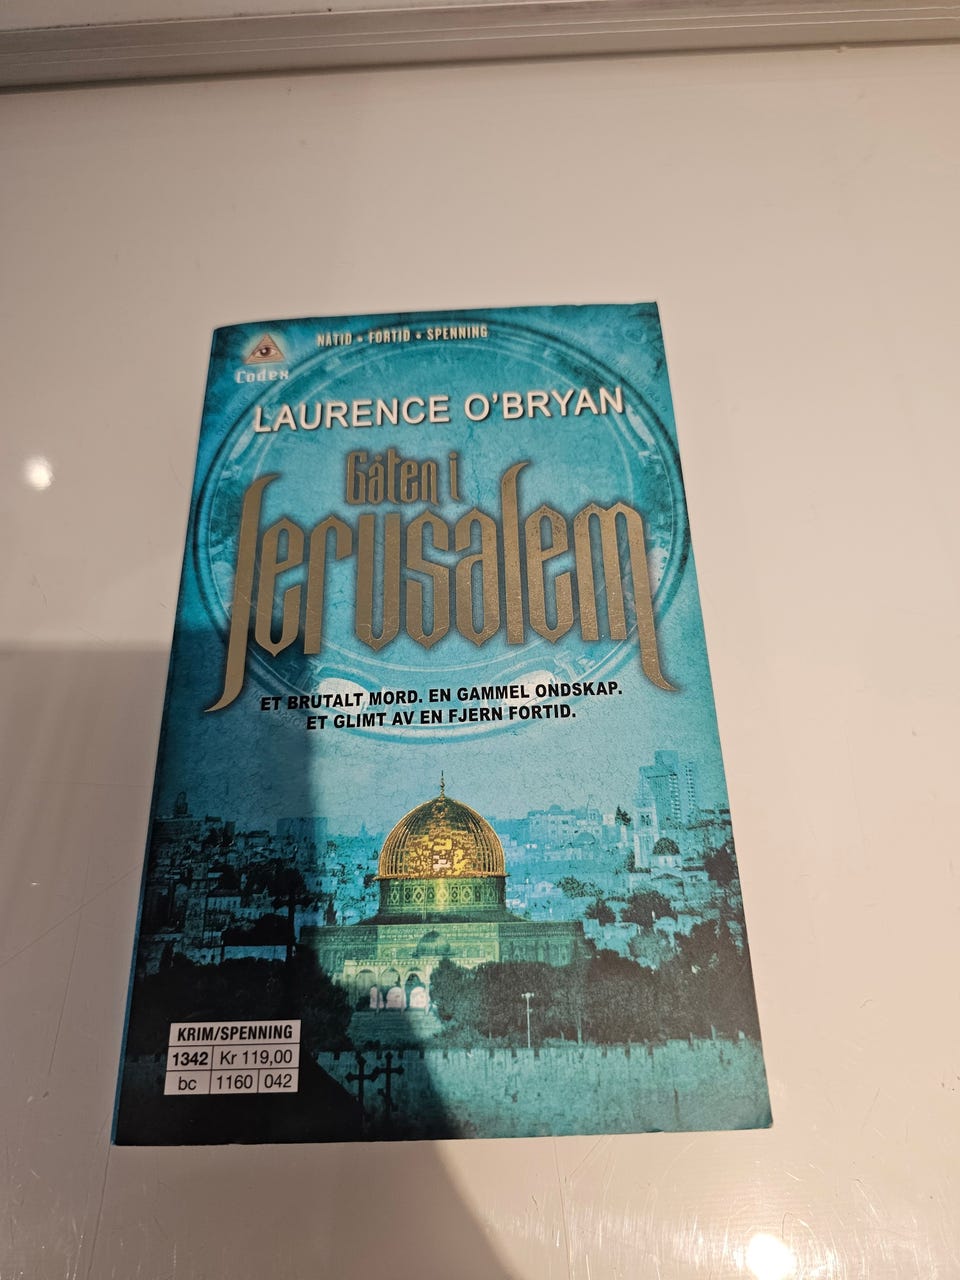 NÅTID • FORTID • SPENNING
Codex
LAURENCE O'BRYAN
Gåten i
Jerusalem
ET BRUTALT MORD. EN GAMMEL ONDSKAP.
ET GLIMT AV EN FJERN FORTID.
KRIM/SPENNING
1342 Kr 119,00
bc 1160 042